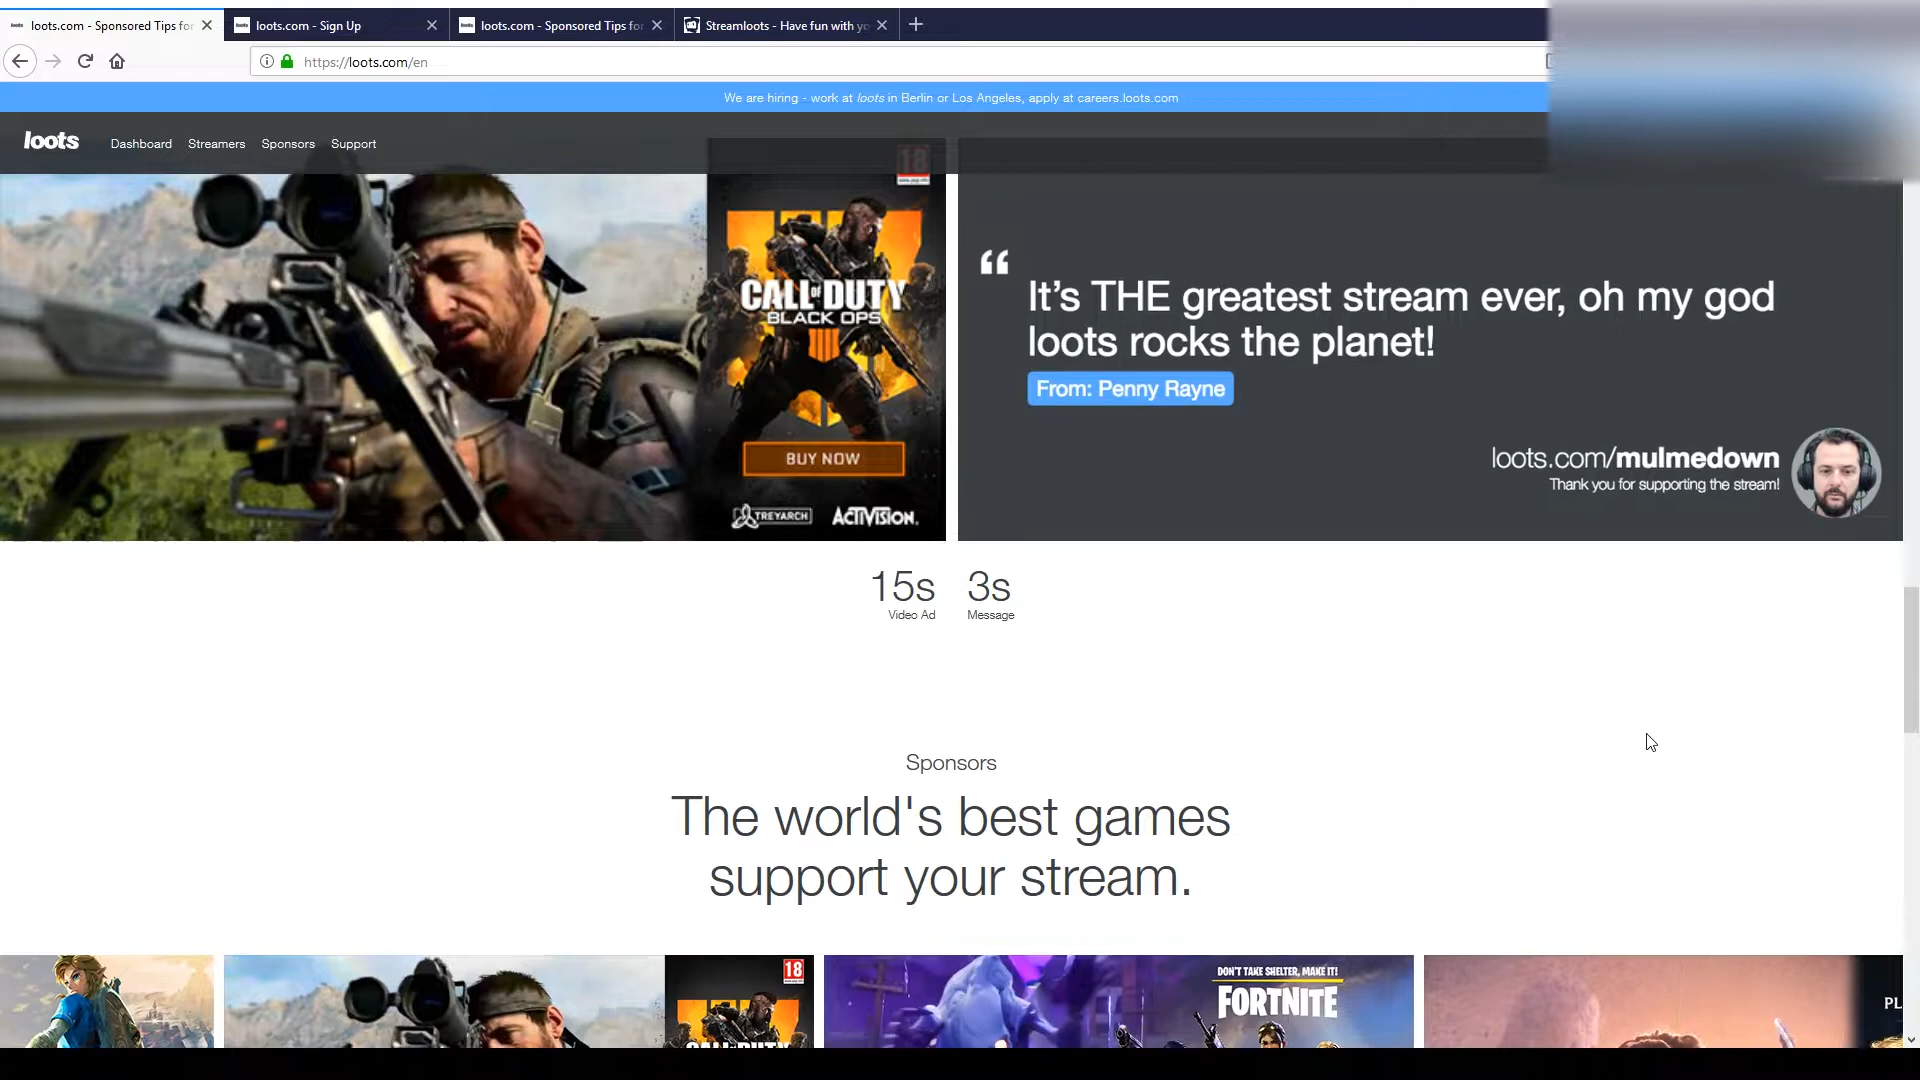 loots.com - Sponsored Tips for
loots.com - Sign Up
loots.com - Sponsored Tips for
Streamloots - Have fun with yo
https://loots.com/en
We are hiring - work at loots in Berlin or Los Angeles, apply at careers.loots.com
loots
Dashboard
Streamers
Sponsors
Support
18
CALL OF DUTY
BLACK OPS
IIII
BUY NOW
TREYARCH
ACTIVISION.
“
It's THE greatest stream ever, oh my god
loots rocks the planet!
From: Penny Rayne
loots.com/mulmedown
Thank you for supporting the stream!
15s
Video Ad
3s
Message
Sponsors
The world's best games
support your stream.
18
CALL OF DUTY
DON'T TAKE SHELTER, MAKE IT!
FORTNITE
PL